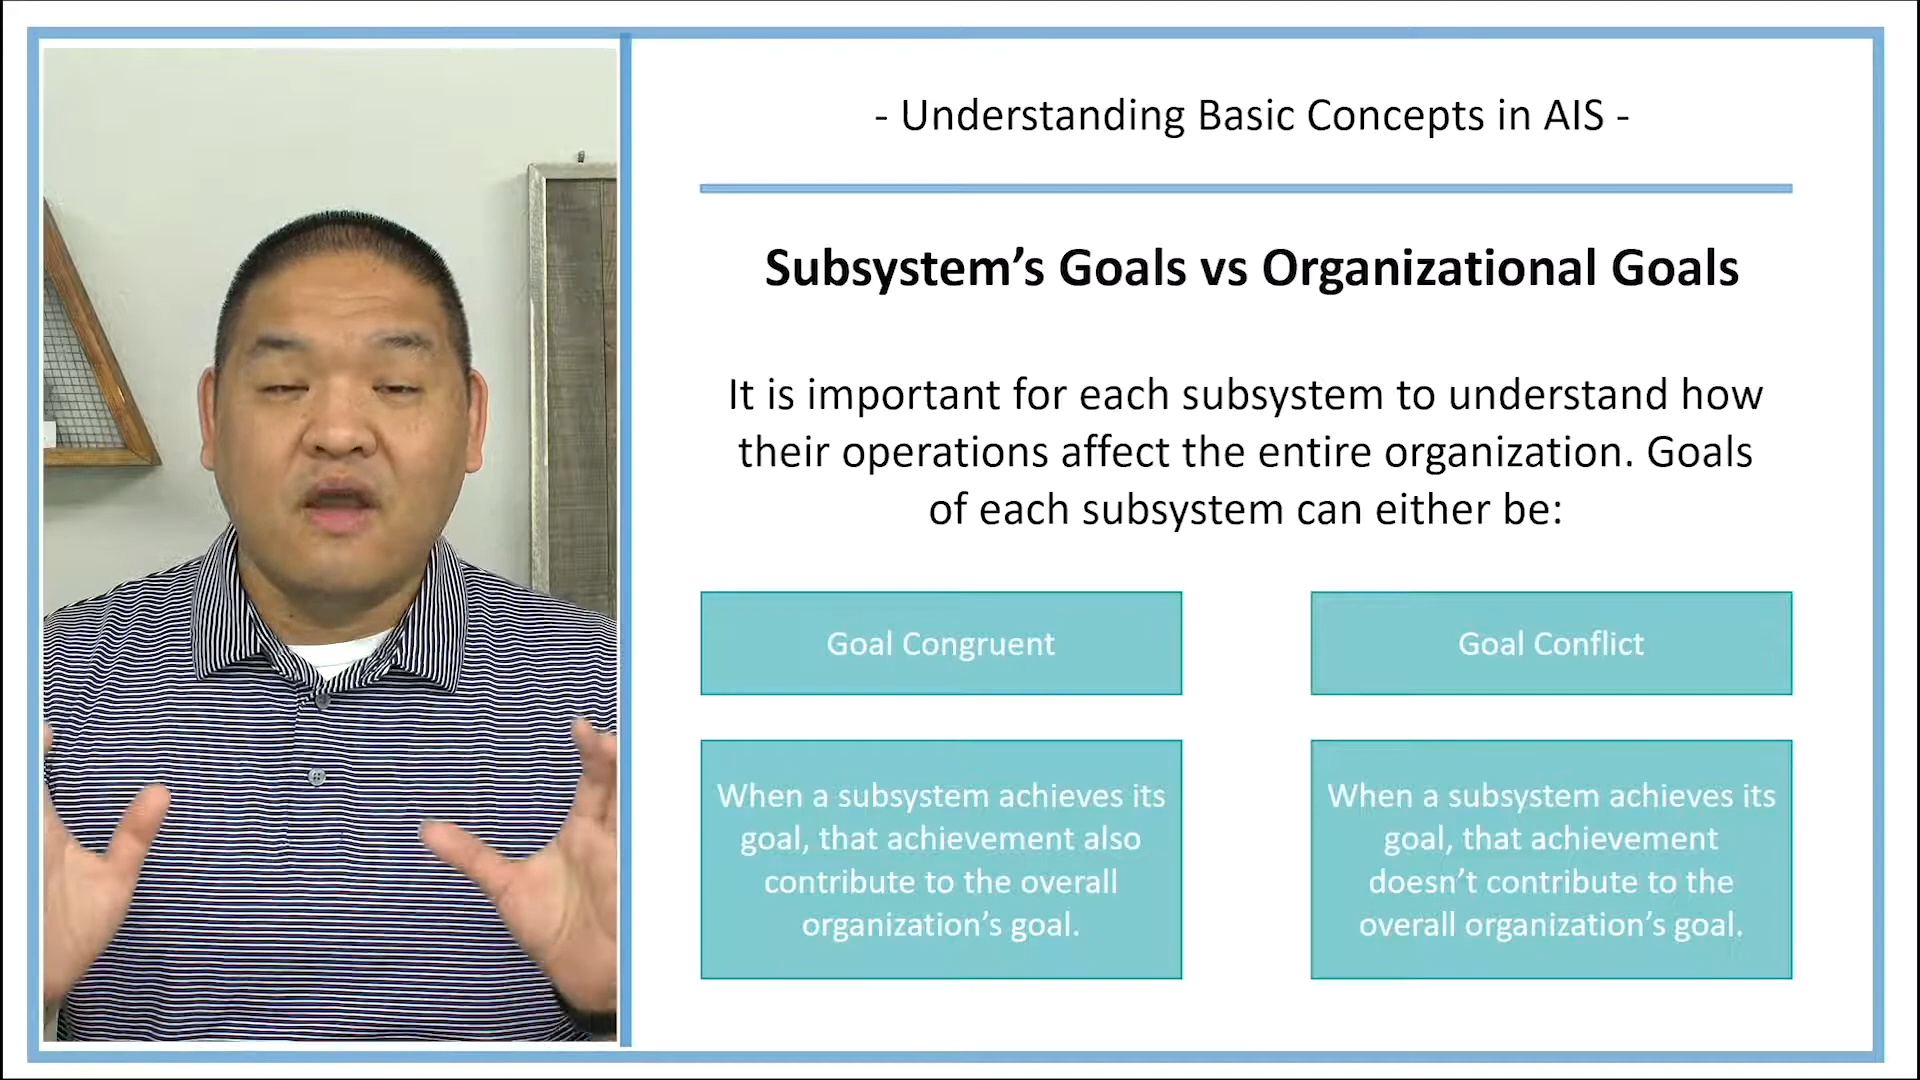 - Understanding Basic Concepts in AIS -
Subsystem’s Goals vs Organizational Goals
It is important for each subsystem to understand how
their operations affect the entire organization. Goals
of each subsystem can either be:
Goal Congruent
When a subsystem achieves its
goal, that achievement also
contribute to the overall
organization’s goal.
Goal Conflict
When a subsystem achieves its
goal, that achievement
doesn’t contribute to the
overall organization’s goal.